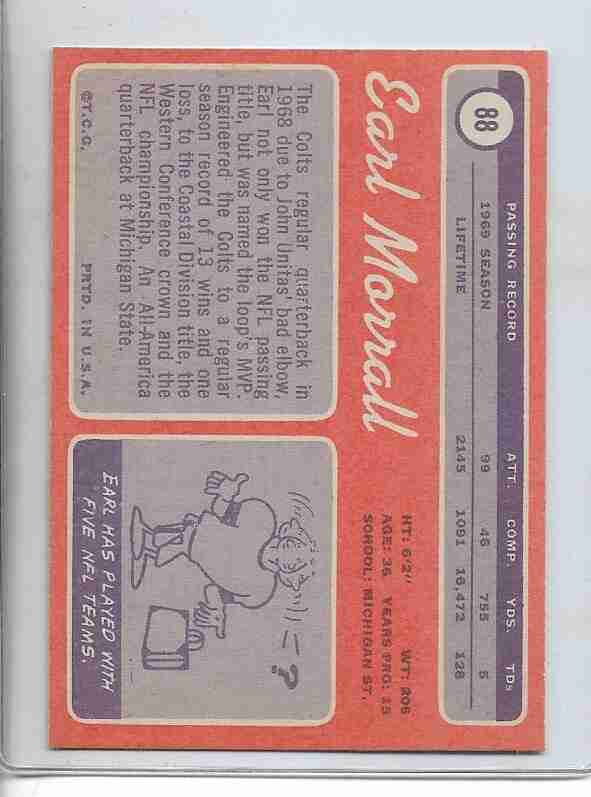 88
PASSING RECORD ATT. COMP. YDS. TDs
1969 SEASON 99 46 755 5
LIFETIME 2145 1091 16,472 128
Earl Morrall
HT: 6'2" WT: 206
AGE: 36 YEARS PRO: 15
SCHOOL: MICHIGAN ST.
The Colts regular quarterback in
1968 due to John Unitas' bad elbow,
Earl not only won the NFL passing
title, but was named the loop's MVP.
Engineered the Colts to a regular
season record of 13 wins and one
loss, to the Coastal Division title, the
Western Conference crown and the
NFL championship. An All-America
quarterback at Michigan State.
©T.C.G. PRTD. IN U.S.A.
=?
EARL HAS PLAYED WITH
FIVE NFL TEAMS.